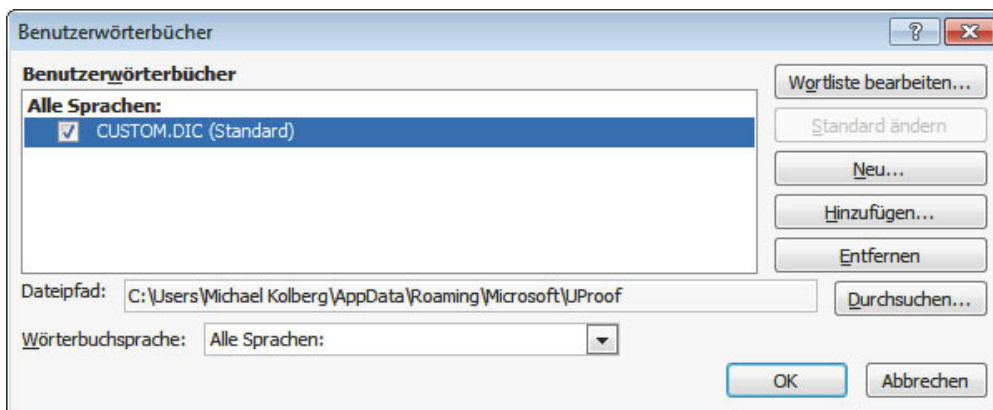 Benutzerwörterbücher
Benutzerwörterbücher
Wortliste bearbeiten...
Alle Sprachen:
CUSTOM.DIC (Standard)
Standard ändern
Neu...
Hinzufügen...
Entfernen
Dateipfad:
C:\Users\Michael Kolberg\AppData\Roaming\Microsoft\UProof
Durchsuchen...
Wörterbuchsprache:
Alle Sprachen:
OK
Abbrechen